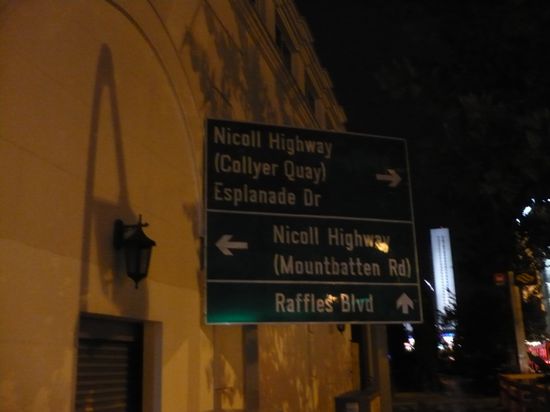 Nicoll Highway
(Collyer Quay)
Esplanade Dr
Nicoll Highway
(Mountbatten Rd)
Raffles Blvd